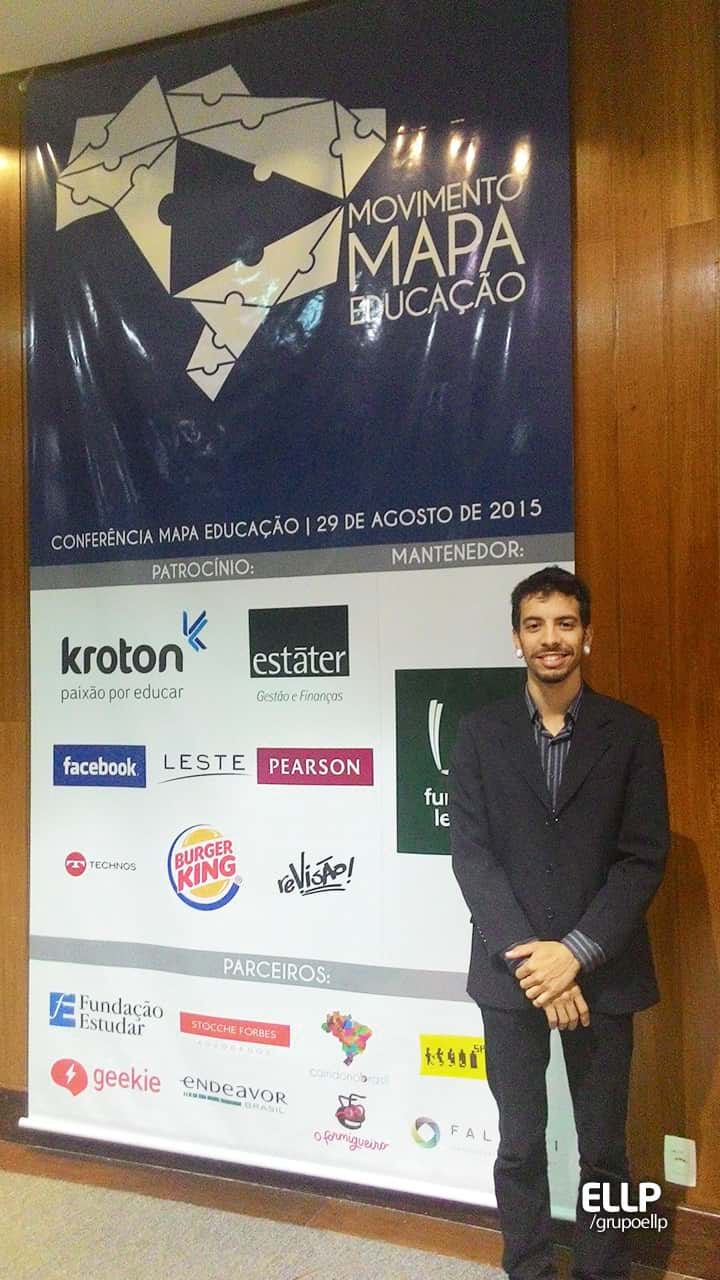 MOVIMENTO
MAPA
EDUCAÇÃO
CONFERÊNCIA MAPA EDUCAÇÃO | 29 DE AGOSTO DE 2015
PATROCÍNIO:
MANTENEDOR:
kroton
paixão por educar
estáter
Gestão e Finanças
facebook
LESTE
PEARSON
TECHNOS
BURGER
KING
reVisão!
PARCEIROS:
Fundação
Estudar
STOCCHE FORBES
ADVOGADOS
caindonobrasil
geekie
endeavor
BRASIL
o formigueiro
ELLP
/grupoellp